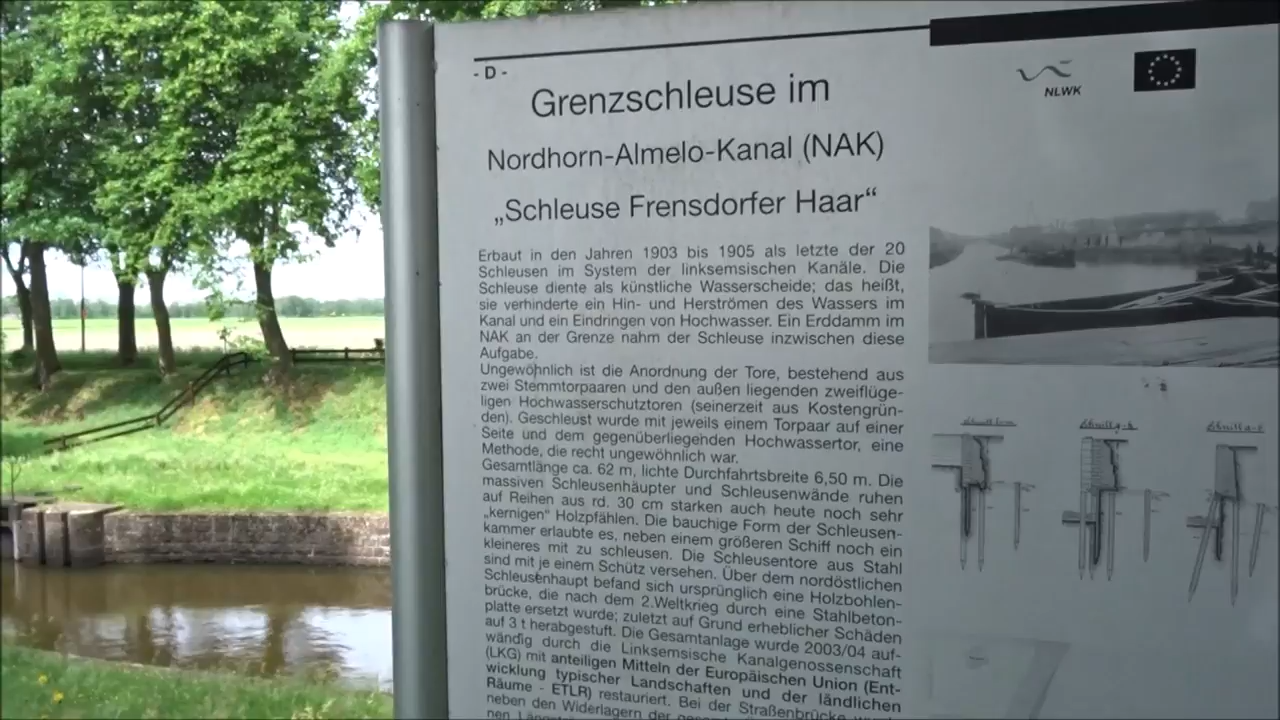 - D -
Grenzschleuse im
Nordhorn-Almelo-Kanal (NAK)
„Schleuse Frensdorfer Haar“
Erbaut in den Jahren 1903 bis 1905 als letzte der 20
Schleusen im System der linksemsischen Kanäle. Die
Schleuse diente als künstliche Wasserscheide; das heißt,
sie verhinderte ein Hin- und Herströmen des Wassers im
Kanal und ein Eindringen von Hochwasser. Ein Erddamm im
NAK an der Grenze nahm der Schleuse inzwischen diese
Aufgabe.
Ungewöhnlich ist die Anordnung der Tore, bestehend aus
zwei Stemmtorpaaren und den außen liegenden zweiflüge-
ligen Hochwasserschutztoren (seinerzeit aus Kostengrün-
den). Geschleust wurde mit jeweils einem Torpaar auf einer
Seite und dem gegenüberliegenden Hochwassertor, eine
Methode, die recht ungewöhnlich war.
Gesamtlänge ca. 62 m, lichte Durchfahrtsbreite 6,50 m. Die
massiven Schleusenhäupter und Schleusenwände ruhen
auf Reihen aus rd. 30 cm starken auch heute noch sehr
„kernigen“ Holzpfählen. Die bauchige Form der Schleusen-
kammer erlaubte es, neben einem größeren Schiff noch ein
kleineres mit zu schleusen. Die Schleusentore aus Stahl
sind mit je einem Schütz versehen. Über dem nordöstlichen
Schleusenhaupt befand sich ursprünglich eine Holzbohlen-
brücke, die nach dem 2.Weltkrieg durch eine Stahlbeton-
platte ersetzt wurde; zuletzt auf Grund erheblicher Schäden
auf 3 t herabgestuft. Die Gesamtanlage wurde 2003/04 auf-
wändig durch die Linksemsische Kanalgenossenschaft
(LKG) mit anteiligen Mitteln der Europäischen Union (Ent-
wicklung typischer Landschaften und der ländlichen
Räume - ETLR) restauriert. Bei der Straßenbrücke
neben den Widerlagern der
NLWK